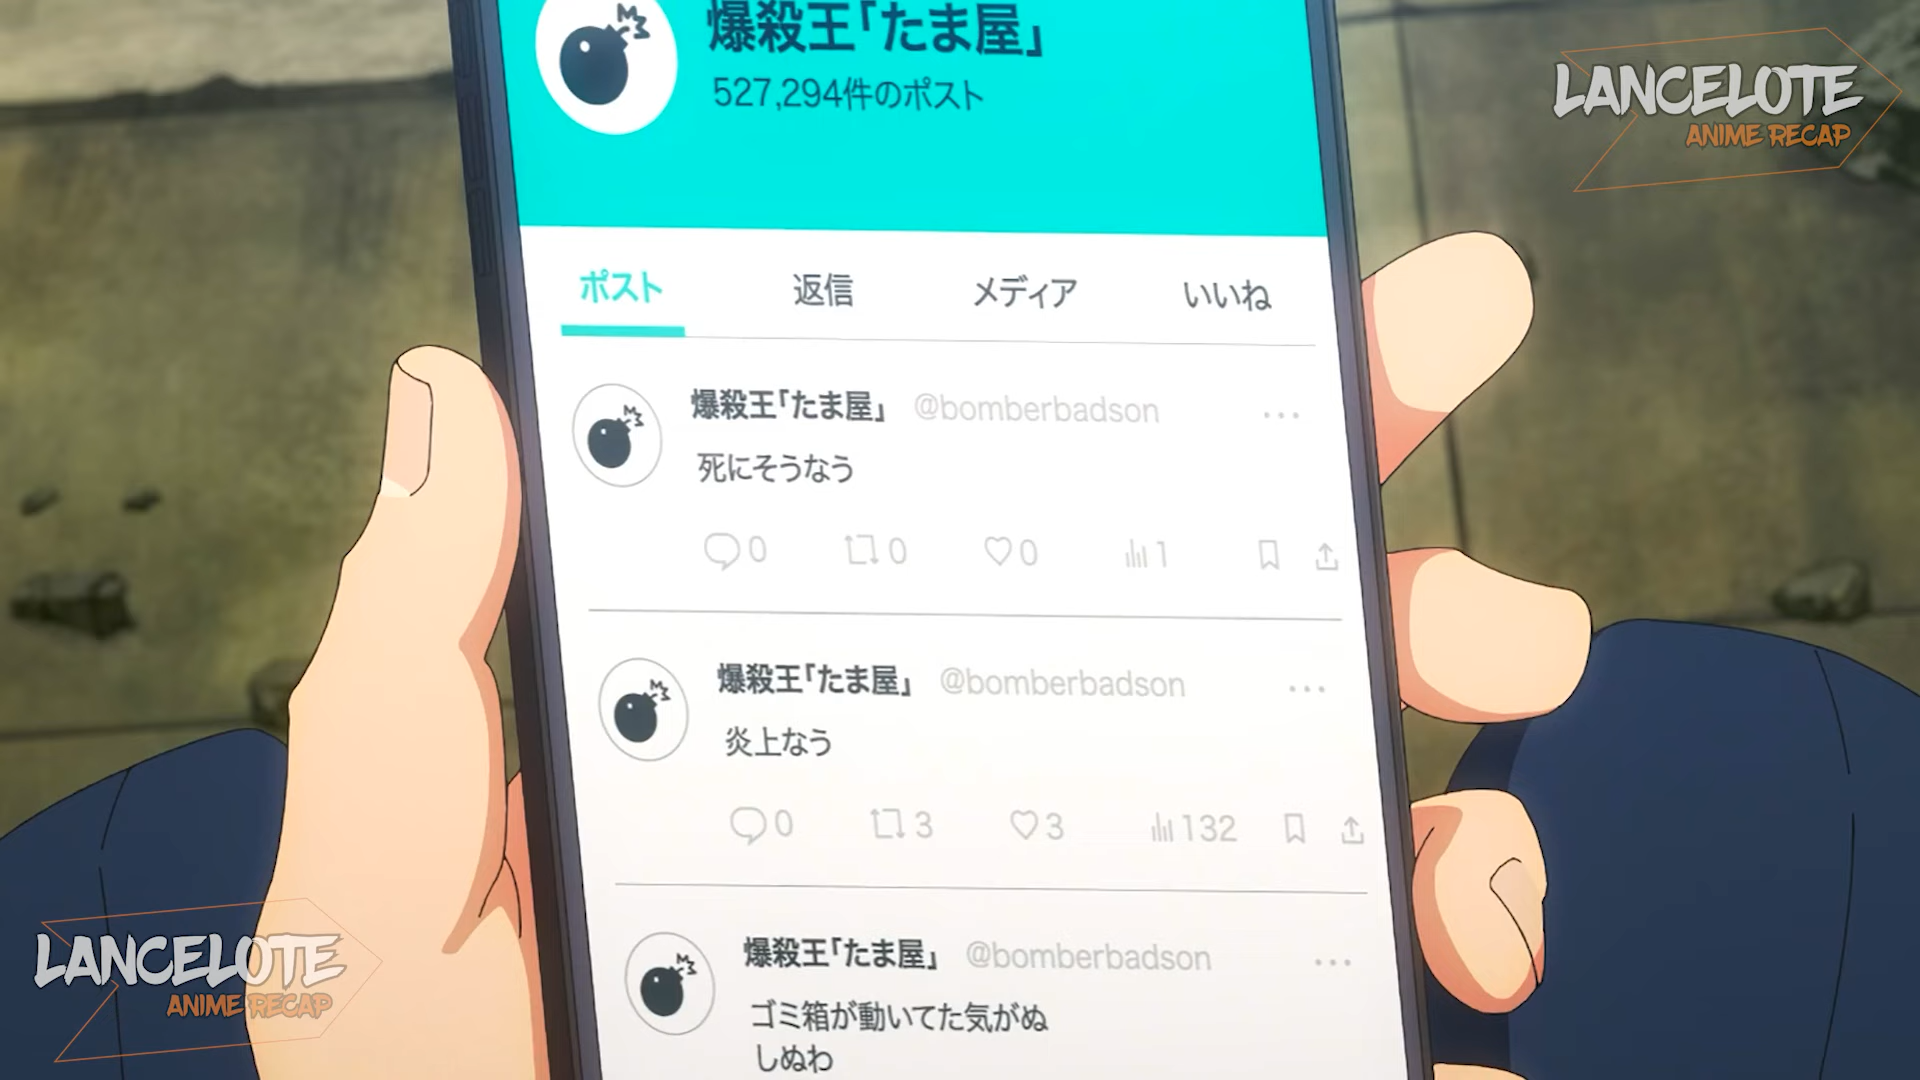 爆殺王「たま屋」
527,294件のポスト
LANCELOTE
ANIME RECAP
ポスト 返信 メディア いいね
爆殺王「たま屋」 @bomberbadson ...
死にそうなう
0 0 0 1
爆殺王「たま屋」 @bomberbadson ...
炎上なう
0 3 3 132
爆殺王「たま屋」 @bomberbadson ...
ゴミ箱が動いてた気がぬ
しぬわ
LANCELOTE
ANIME RECAP